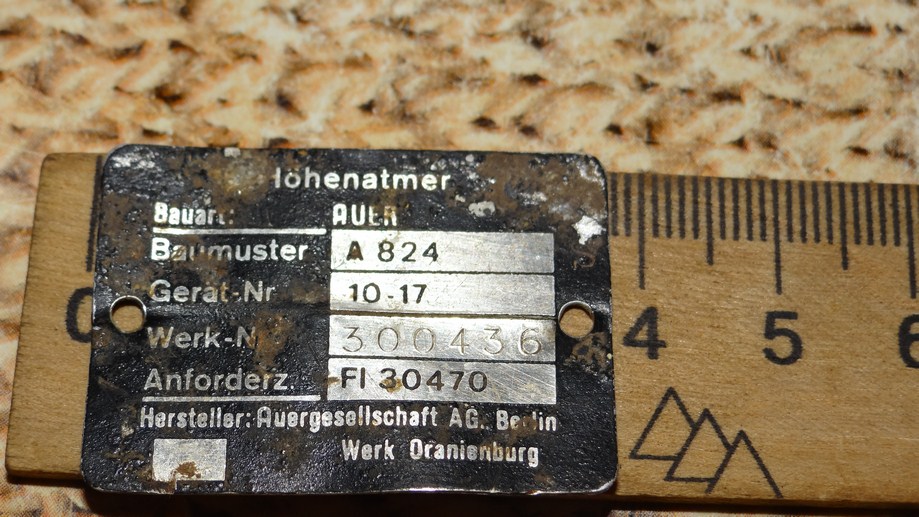 Höhenatmer
Bauart: AUER
Baumuster A 824
Gerät-Nr 10-17
Werk-N 300436
Anforderz. Fl 30470
Hersteller: Auergesellschaft AG. Berlin
Werk Oranienburg
0 4 5 6